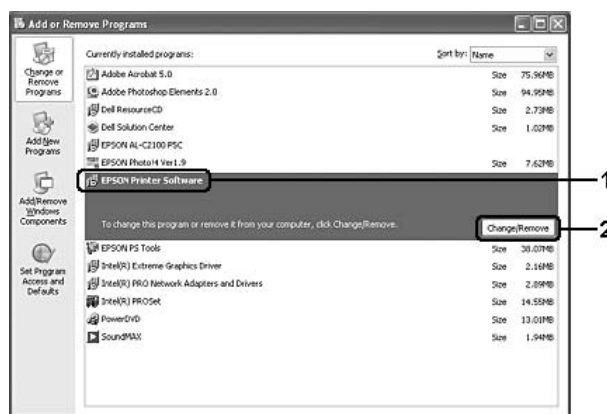 Add or Remove Programs
Change or
Remove
Programs
Add New
Programs
Add/Remove
Windows
Components
Set Program
Access and
Defaults
Currently installed programs:
Sort by: Name
Adobe Acrobat 5.0 Size 75.96MB
Adobe Photoshop Elements 2.0 Size 94.95MB
Dell ResourceCD Size 2.73MB
Dell Solution Center Size 1.02MB
EPSON AL-C2100 PSC
EPSON PhotoH Ver1.9 Size 7.62MB
EPSON Printer Software 1
To change this program or remove it from your computer, click Change/Remove.
Change/Remove 2
EPSON PS Tools Size 38.07MB
Intel(R) Extreme Graphics Driver Size 2.16MB
Intel(R) PRO Network Adapters and Drivers Size 2.89MB
Intel(R) PROSet Size 14.55MB
PowerDVD Size 13.01MB
SoundMAX Size 1.94MB